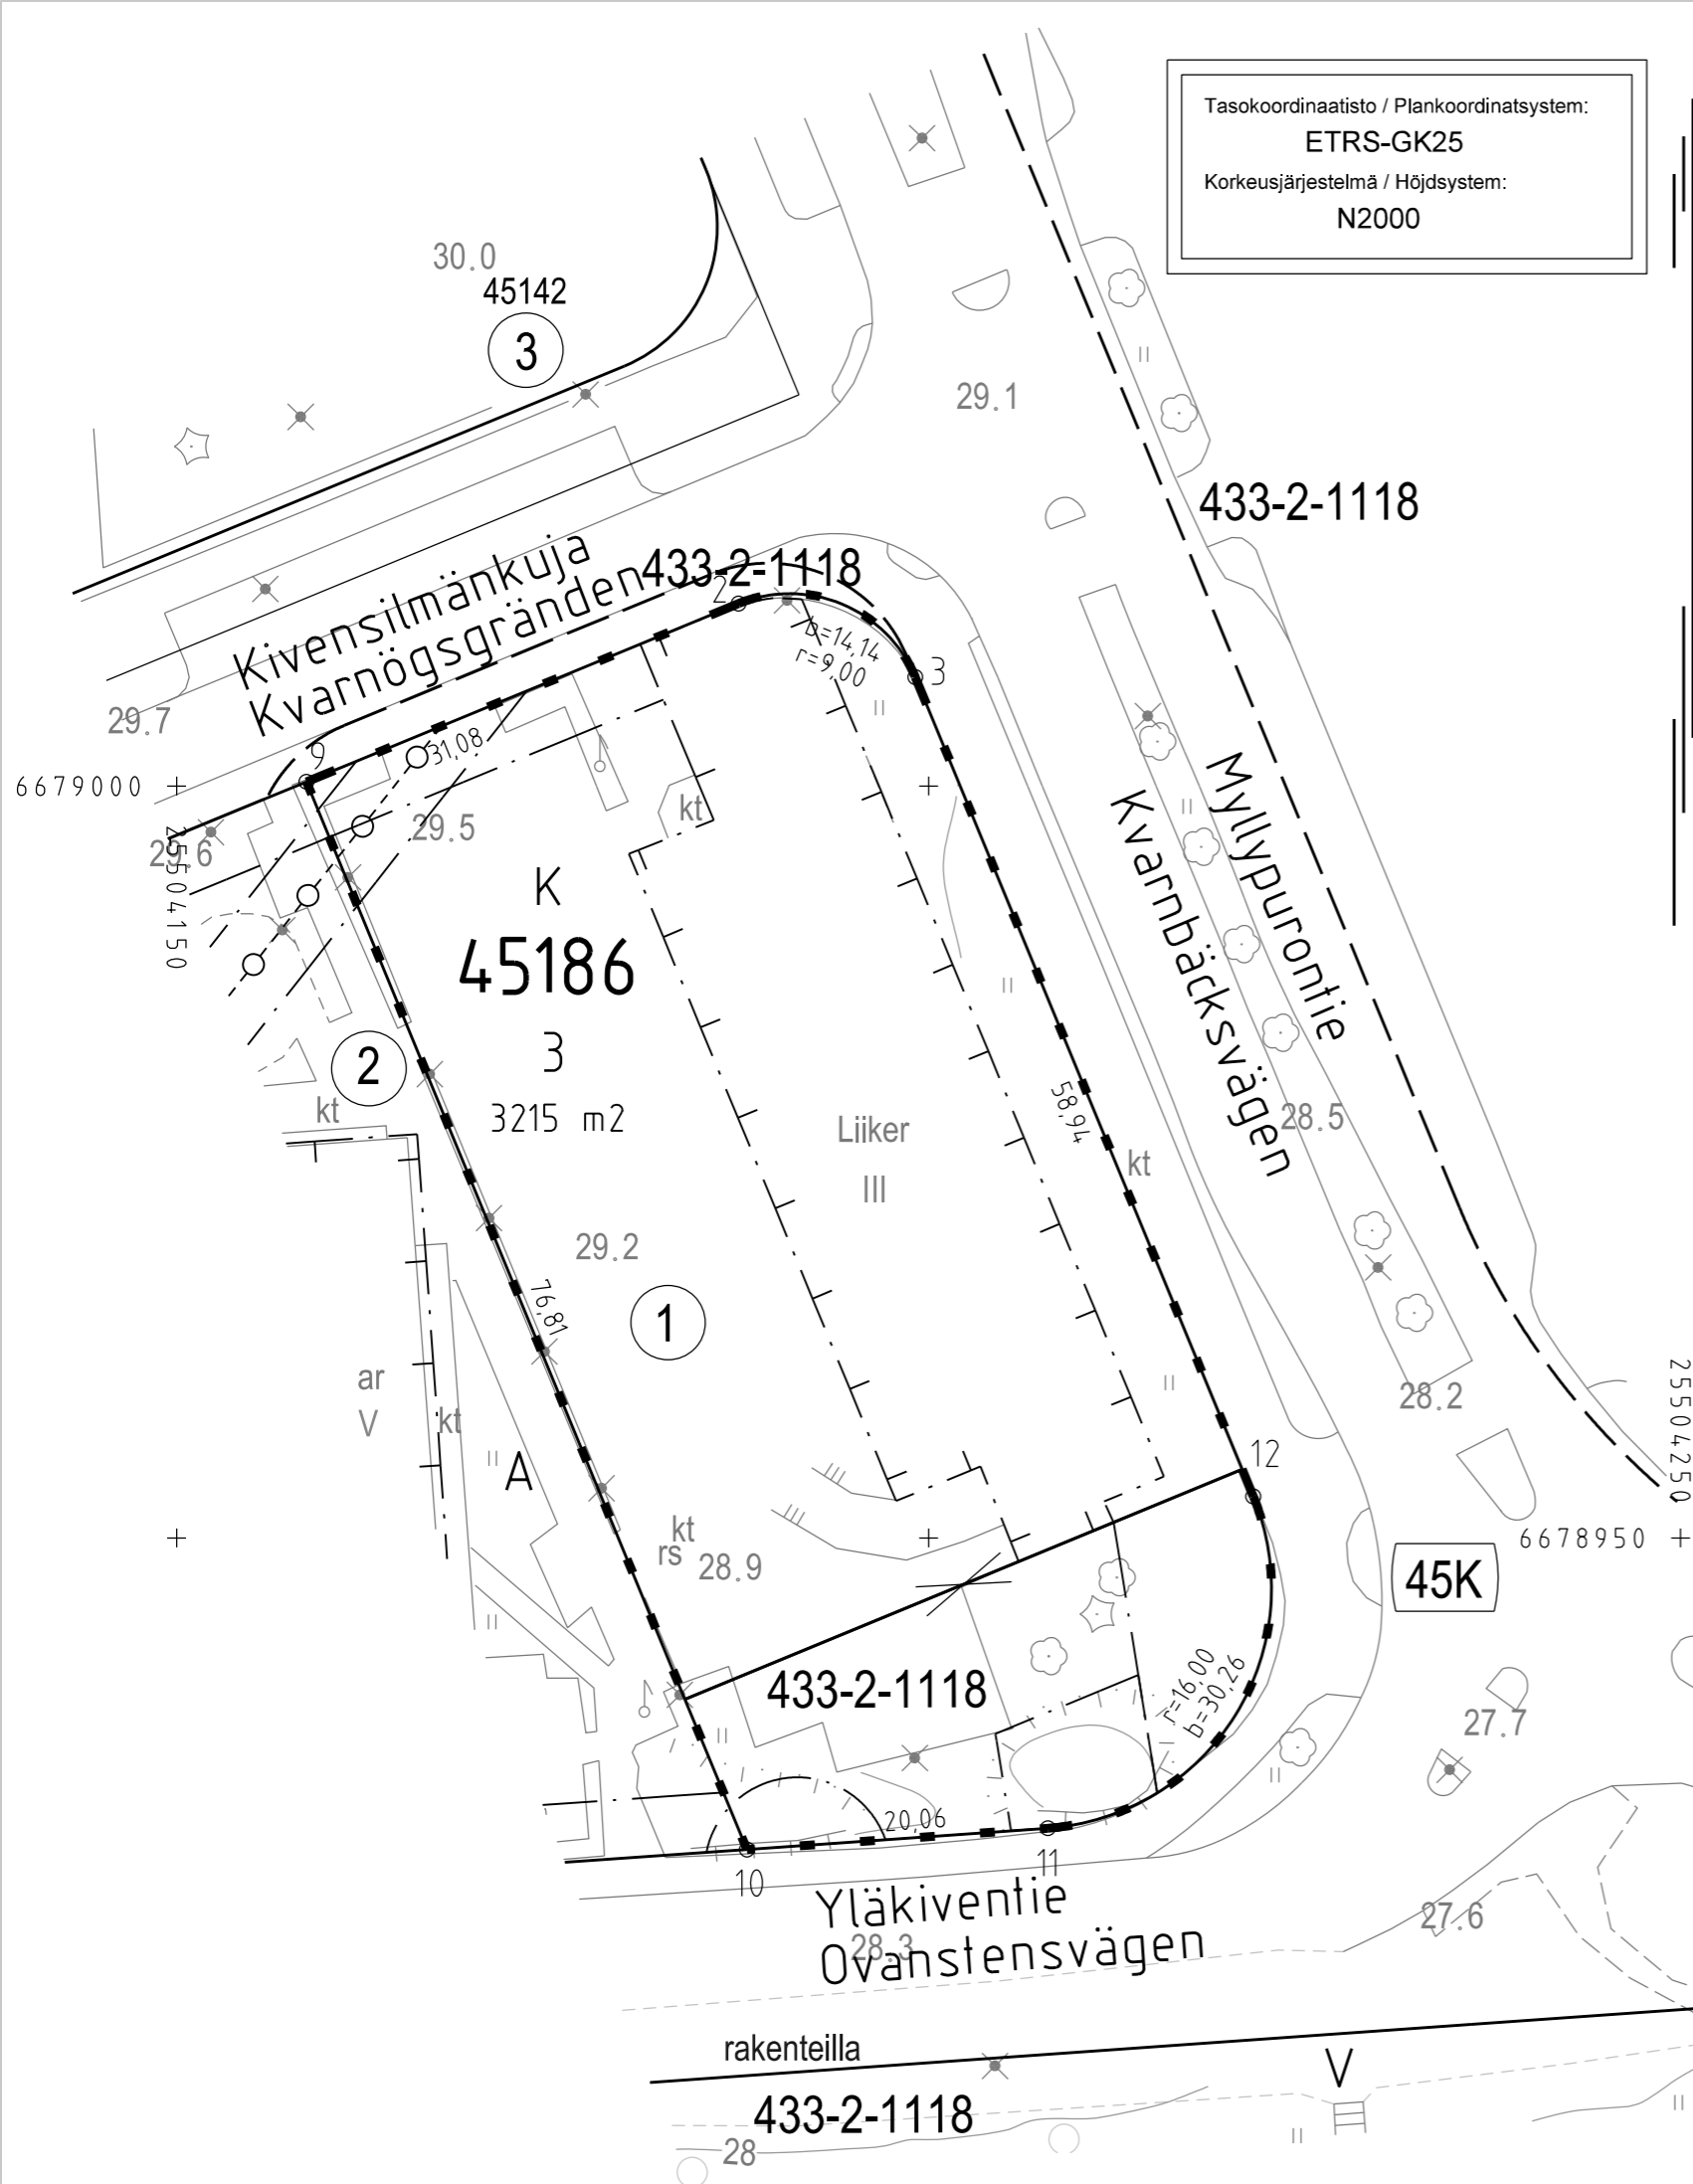 Tasokoordinaatisto / Plankoordinatsystem:
ETRS-GK25
Korkeusjärjestelmä / Höjdsystem:
N2000
30.0
45142
3
29.1
433-2-1118
Kivensilmänkuja
Kvarnögsgränden
433-2-1118
2
b=14,14
r=9,00
3
29.7
9
31,08
6679000
29.6
25504150
29.5
kt
K
45186
3
3215 m2
2
kt
Liiker
III
58,94
kt
Myllypurontie
Kvarnbäcksvägen
28.5
29.2
76,81
1
ar
V
kt
A
28.2
25504250
12
kt
rs
28.9
6678950
45K
433-2-1118
r=16,00
b=30,26
27.7
20,06
10
11
Yläkiventie
28.3
Ovanstensvägen
27.6
rakenteilla
V
433-2-1118
28